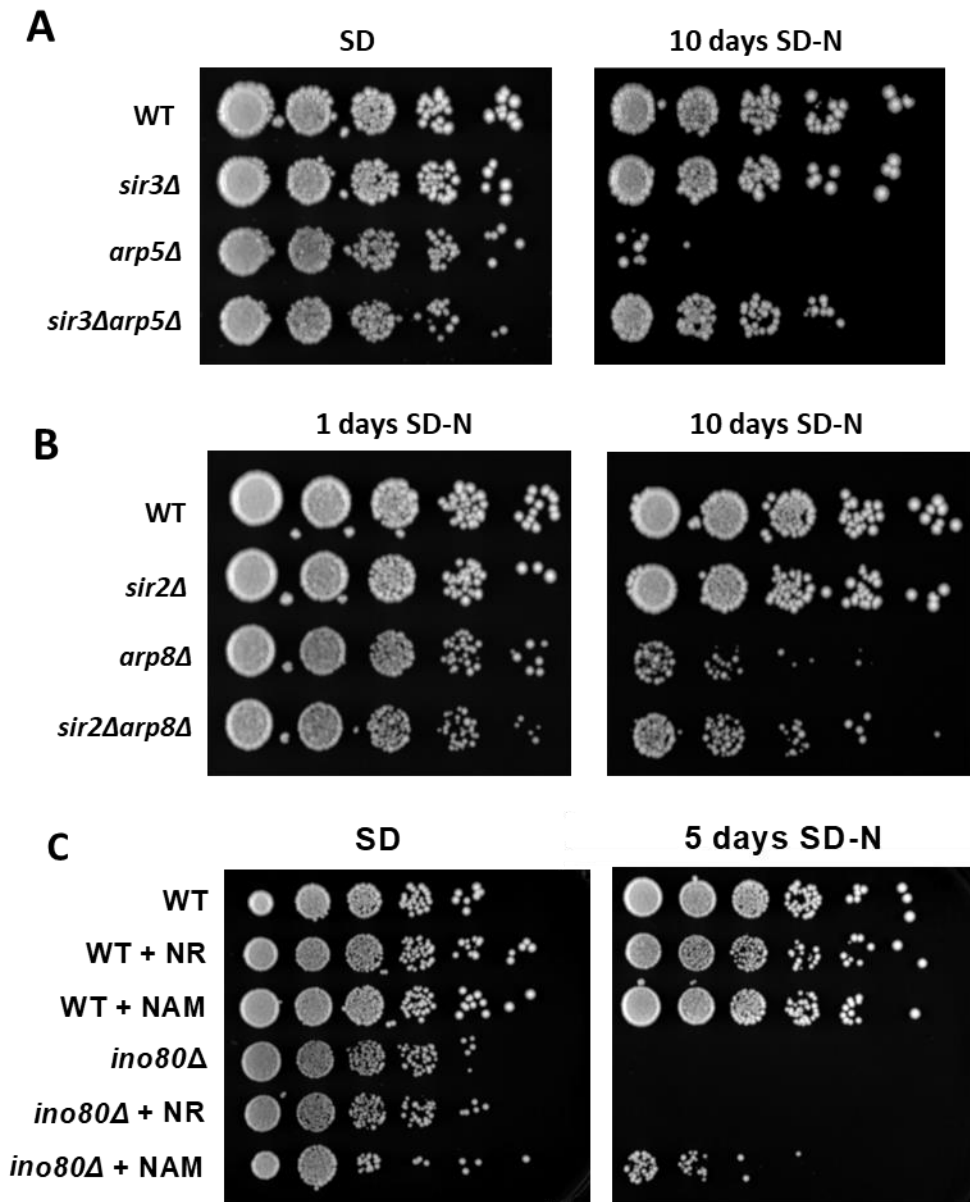 A
SD
10 days SD-N
WT
sir3Δ
arp5Δ
sir3Δarp5Δ
B
1 days SD-N
10 days SD-N
WT
sir2Δ
arp8Δ
sir2Δarp8Δ
C
SD
5 days SD-N
WT
WT + NR
WT + NAM
ino80Δ
ino80Δ + NR
ino80Δ + NAM